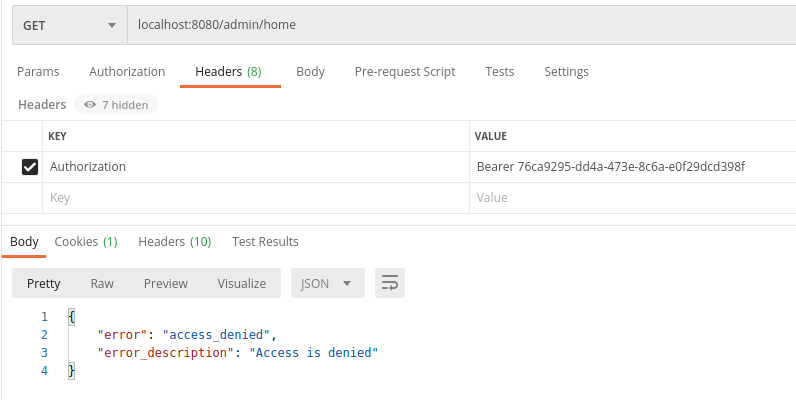 GET localhost:8080/admin/home
Params Authorization Headers (8) Body Pre-request Script Tests Settings
Headers 7 hidden
KEY VALUE
Authorization Bearer 76ca9295-dd4a-473e-8c6a-e0f29dcd398f
Key Value
Body Cookies (1) Headers (10) Test Results
Pretty Raw Preview Visualize JSON
1 {
2 "error": "access_denied",
3 "error_description": "Access is denied"
4 }